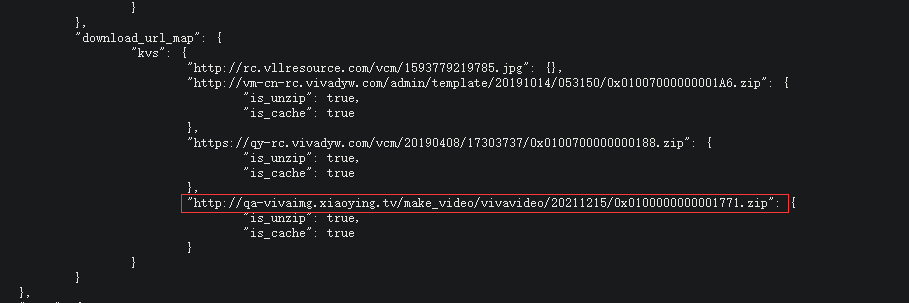 }
},
"download_url_map": {
"kvs": {
"http://rc.vllresource.com/vcm/1593779219785.jpg": {},
"http://vm-cn-rc.vivadyw.com/admin/template/20191014/053150/0x01007000000001A6.zip": {
"is_unzip": true,
"is_cache": true
},
"https://qy-rc.vivadyw.com/vcm/20190408/17303737/0x0100700000000188.zip": {
"is_unzip": true,
"is_cache": true
},
"http://qa-vivaimg.xiaoying.tv/make_video/vivavideo/20211215/0x0100000000001771.zip": {
"is_unzip": true,
"is_cache": true
}
}
}
},